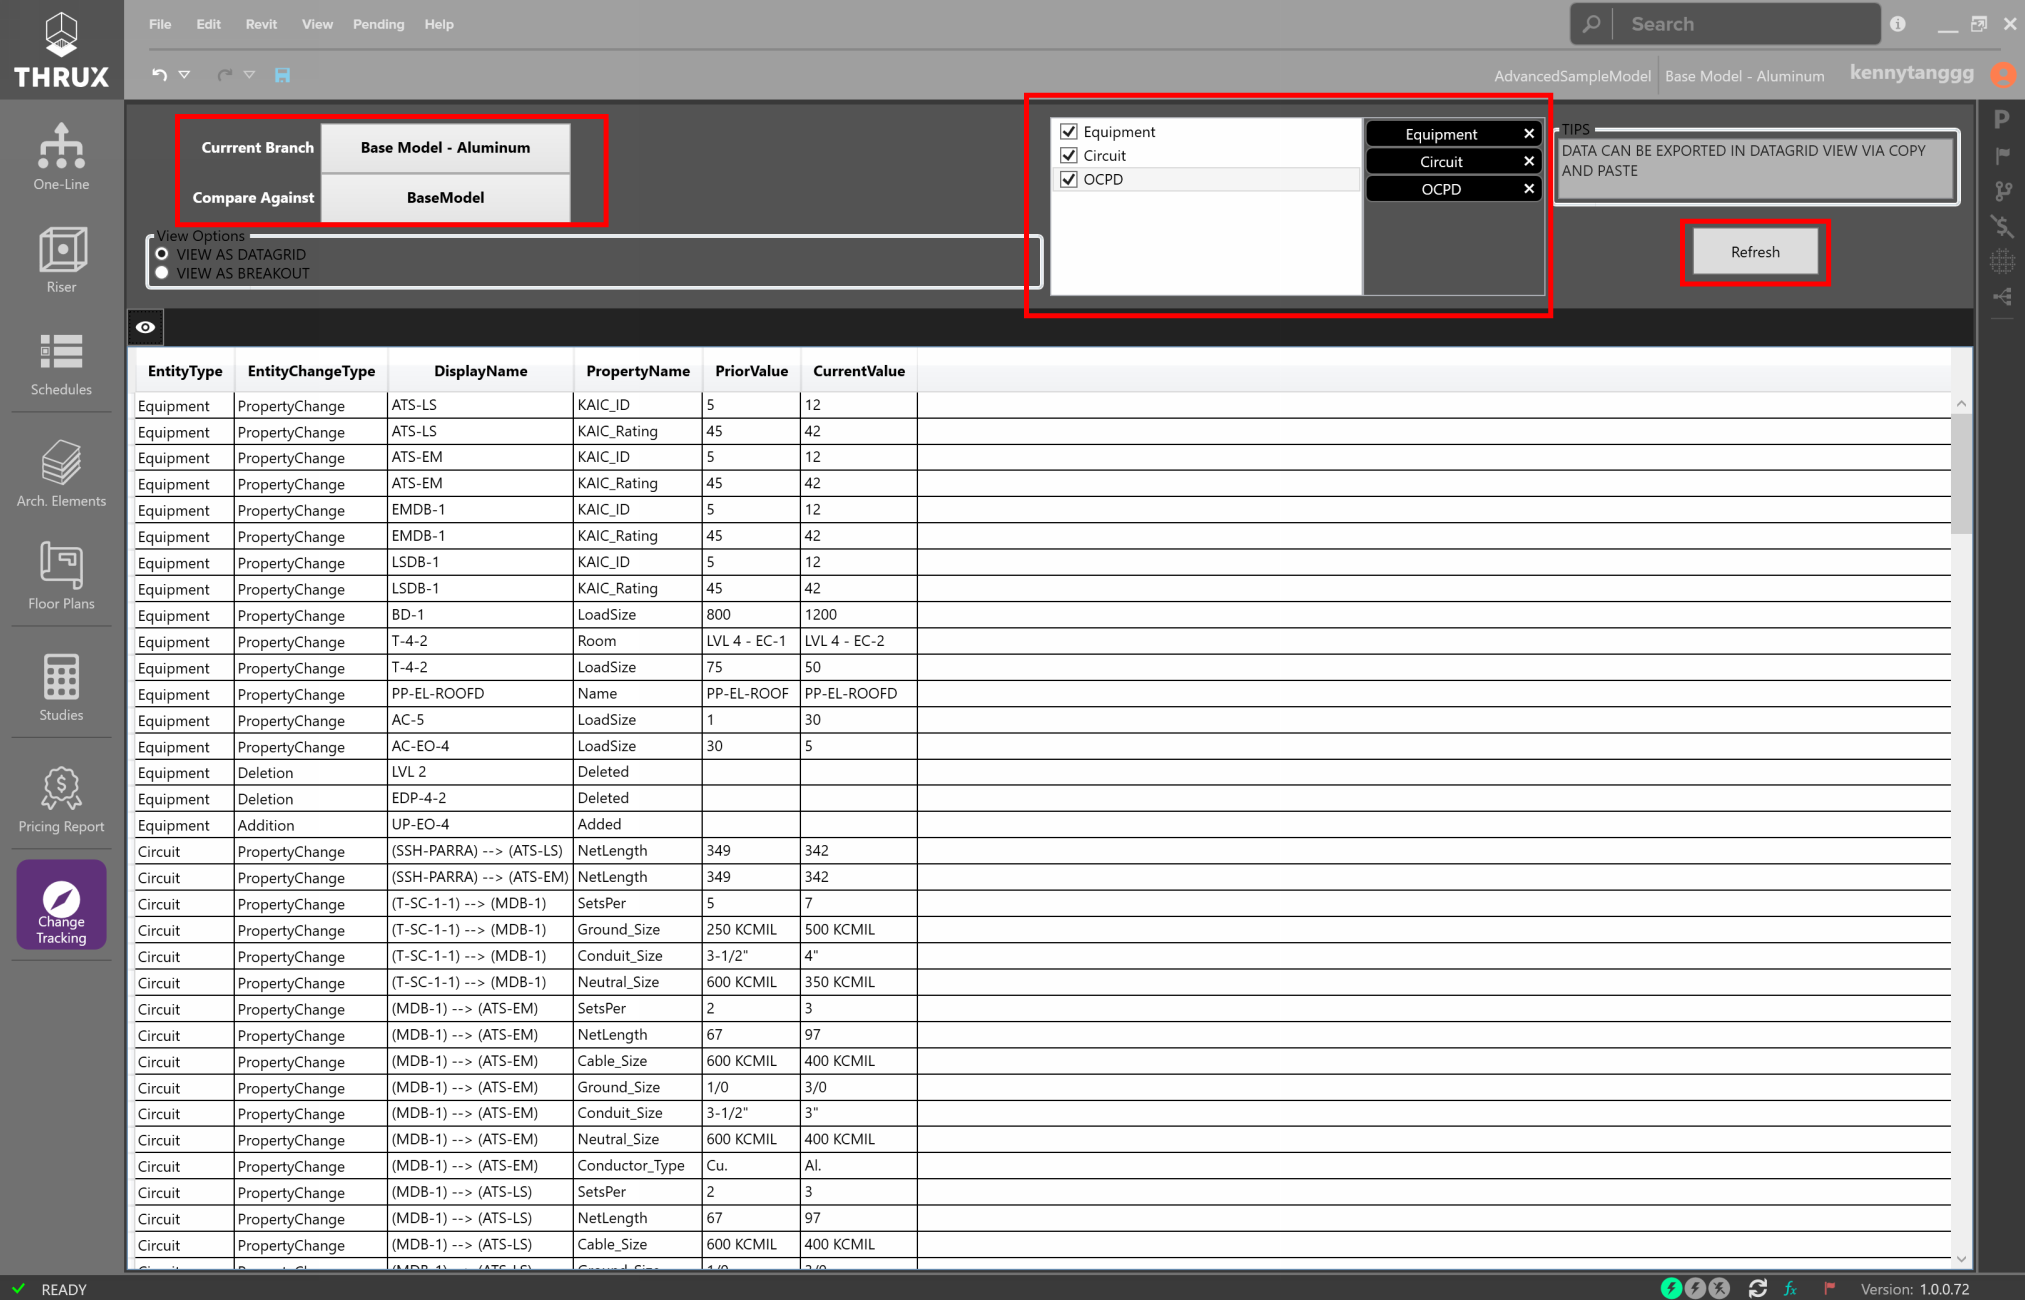 THRUX
File Edit Revit View Pending Help
Search
AdvancedSampleModel Base Model - Aluminum kennytanggg
One-Line
Riser
Schedules
Arch. Elements
Floor Plans
Studies
Pricing Report
Change
Tracking
Currrent Branch Base Model - Aluminum
Compare Against BaseModel
View Options
VIEW AS DATAGRID
VIEW AS BREAKOUT
Equipment
Circuit
OCPD
Equipment ×
Circuit ×
OCPD ×
TIPS
DATA CAN BE EXPORTED IN DATAGRID VIEW VIA COPY
AND PASTE
Refresh
P
EntityType EntityChangeType DisplayName PropertyName PriorValue CurrentValue
Equipment PropertyChange ATS-LS KAIC_ID 5 12
Equipment PropertyChange ATS-LS KAIC_Rating 45 42
Equipment PropertyChange ATS-EM KAIC_ID 5 12
Equipment PropertyChange ATS-EM KAIC_Rating 45 42
Equipment PropertyChange EMDB-1 KAIC_ID 5 12
Equipment PropertyChange EMDB-1 KAIC_Rating 45 42
Equipment PropertyChange LSDB-1 KAIC_ID 5 12
Equipment PropertyChange LSDB-1 KAIC_Rating 45 42
Equipment PropertyChange BD-1 LoadSize 800 1200
Equipment PropertyChange T-4-2 Room LVL 4 - EC-1 LVL 4 - EC-2
Equipment PropertyChange T-4-2 LoadSize 75 50
Equipment PropertyChange PP-EL-ROOFD Name PP-EL-ROOF PP-EL-ROOFD
Equipment PropertyChange AC-5 LoadSize 1 30
Equipment PropertyChange AC-EO-4 LoadSize 30 5
Equipment Deletion LVL 2 Deleted
Equipment Deletion EDP-4-2 Deleted
Equipment Addition UP-EO-4 Added
Circuit PropertyChange (SSH-PARRA) --> (ATS-LS) NetLength 349 342
Circuit PropertyChange (SSH-PARRA) --> (ATS-EM) NetLength 349 342
Circuit PropertyChange (T-SC-1-1) --> (MDB-1) SetsPer 5 7
Circuit PropertyChange (T-SC-1-1) --> (MDB-1) Ground_Size 250 KCMIL 500 KCMIL
Circuit PropertyChange (T-SC-1-1) --> (MDB-1) Conduit_Size 3-1/2" 4"
Circuit PropertyChange (T-SC-1-1) --> (MDB-1) Neutral_Size 600 KCMIL 350 KCMIL
Circuit PropertyChange (MDB-1) --> (ATS-EM) SetsPer 2 3
Circuit PropertyChange (MDB-1) --> (ATS-EM) NetLength 67 97
Circuit PropertyChange (MDB-1) --> (ATS-EM) Cable_Size 600 KCMIL 400 KCMIL
Circuit PropertyChange (MDB-1) --> (ATS-EM) Ground_Size 1/0 3/0
Circuit PropertyChange (MDB-1) --> (ATS-EM) Conduit_Size 3-1/2" 3"
Circuit PropertyChange (MDB-1) --> (ATS-EM) Neutral_Size 600 KCMIL 400 KCMIL
Circuit PropertyChange (MDB-1) --> (ATS-EM) Conductor_Type Cu. Al.
Circuit PropertyChange (MDB-1) --> (ATS-LS) SetsPer 2 3
Circuit PropertyChange (MDB-1) --> (ATS-LS) NetLength 67 97
Circuit PropertyChange (MDB-1) --> (ATS-LS) Cable_Size 600 KCMIL 400 KCMIL
READY
fx
Version: 1.0.0.72